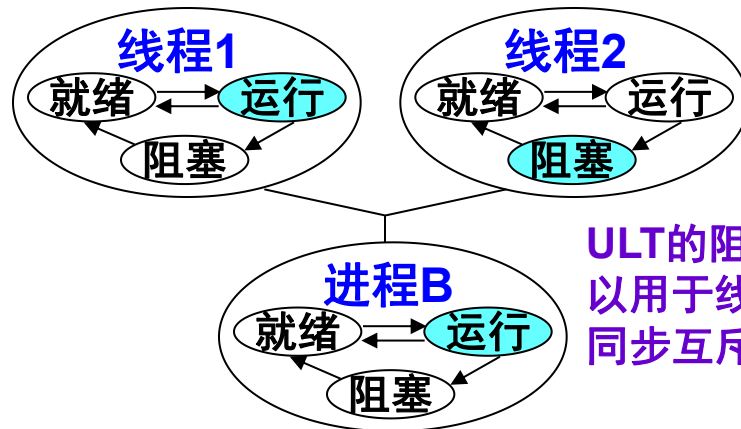 线程1
就绪
运行
阻塞
线程2
就绪
运行
阻塞
进程B
就绪
运行
阻塞
ULT的阻
以用于线
同步互斥